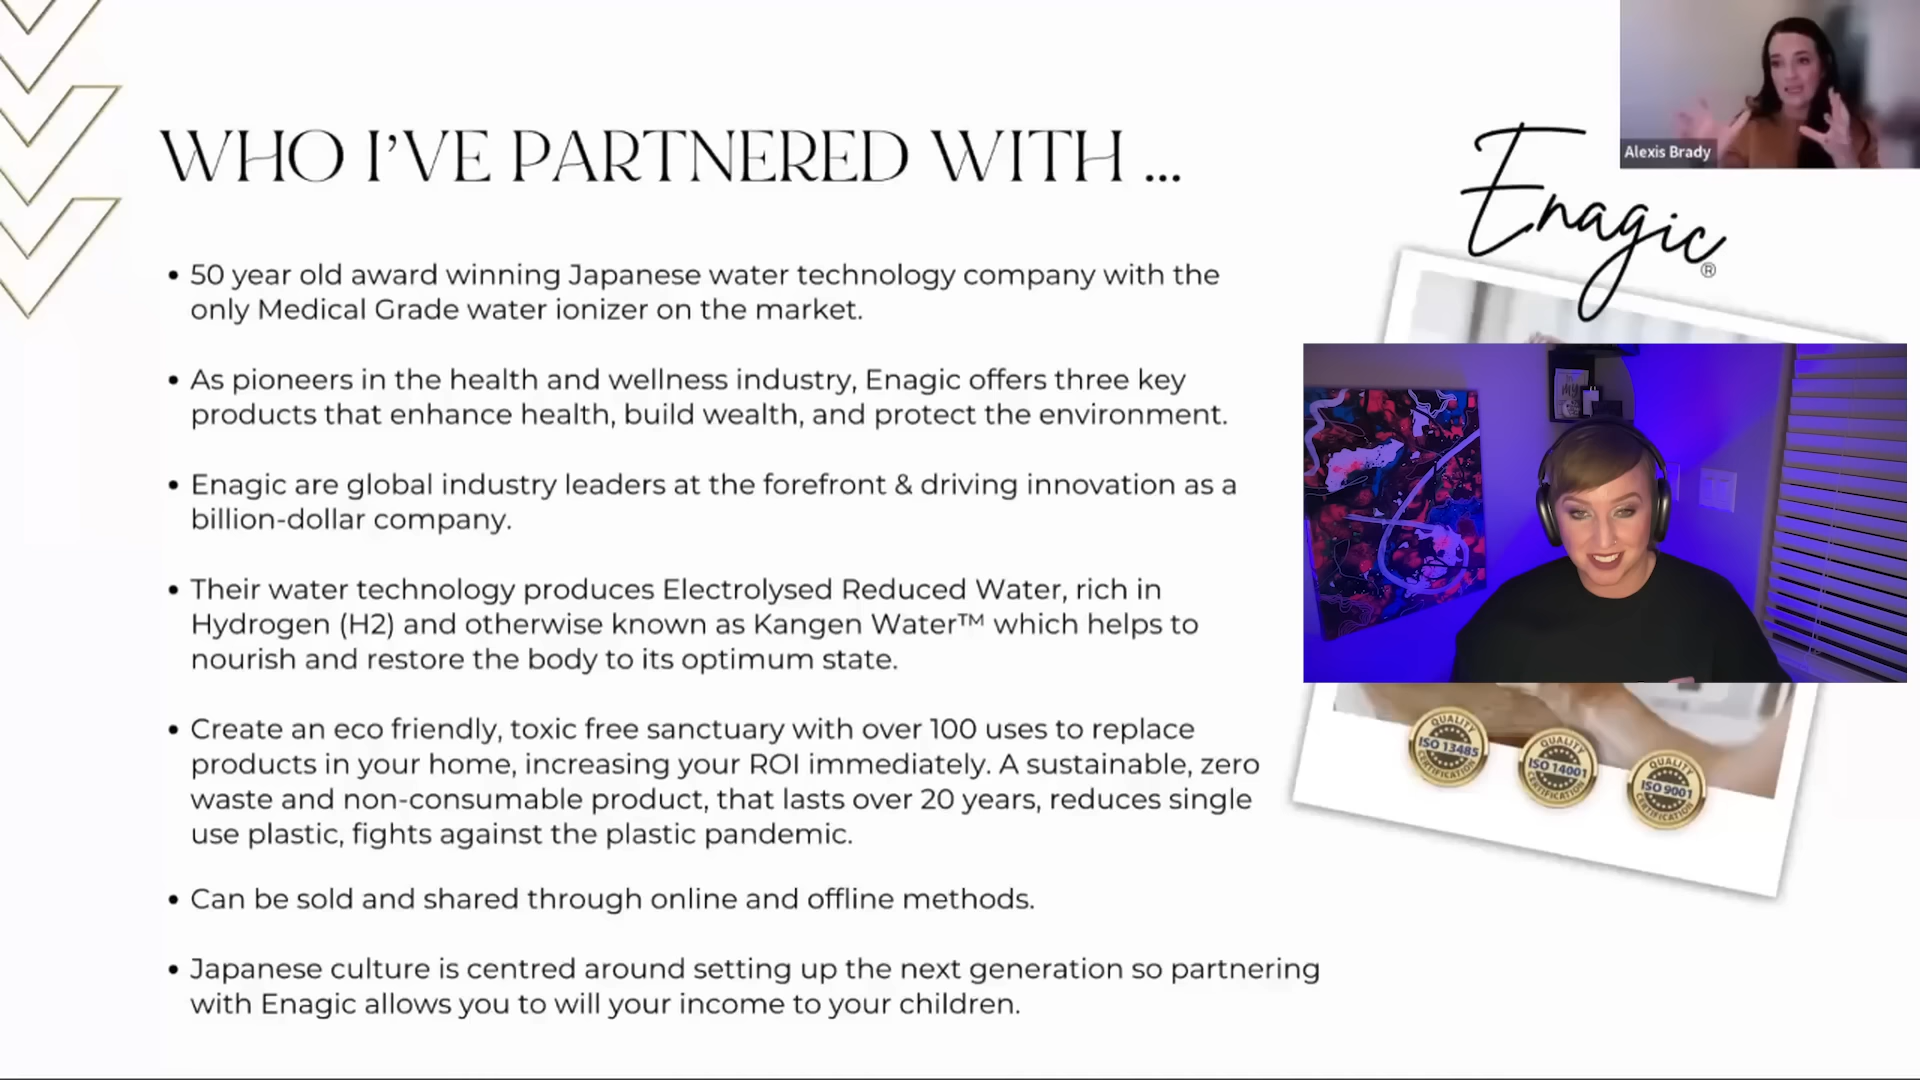 WHO I'VE PARTNERED WITH ...
Alexis Brady
Enagic
®
• 50 year old award winning Japanese water technology company with the
only Medical Grade water ionizer on the market.
• As pioneers in the health and wellness industry, Enagic offers three key
products that enhance health, build wealth, and protect the environment.
• Enagic are global industry leaders at the forefront & driving innovation as a
billion-dollar company.
• Their water technology produces Electrolysed Reduced Water, rich in
Hydrogen (H2) and otherwise known as Kangen Water™ which helps to
nourish and restore the body to its optimum state.
• Create an eco friendly, toxic free sanctuary with over 100 uses to replace
products in your home, increasing your ROI immediately. A sustainable, zero
waste and non-consumable product, that lasts over 20 years, reduces single
use plastic, fights against the plastic pandemic.
• Can be sold and shared through online and offline methods.
• Japanese culture is centred around setting up the next generation so partnering
with Enagic allows you to will your income to your children.
QUALITY
ISO 13485
CERTIFICATION
QUALITY
ISO 14001
CERTIFICATION
QUALITY
ISO 9001
CERTIFICATION